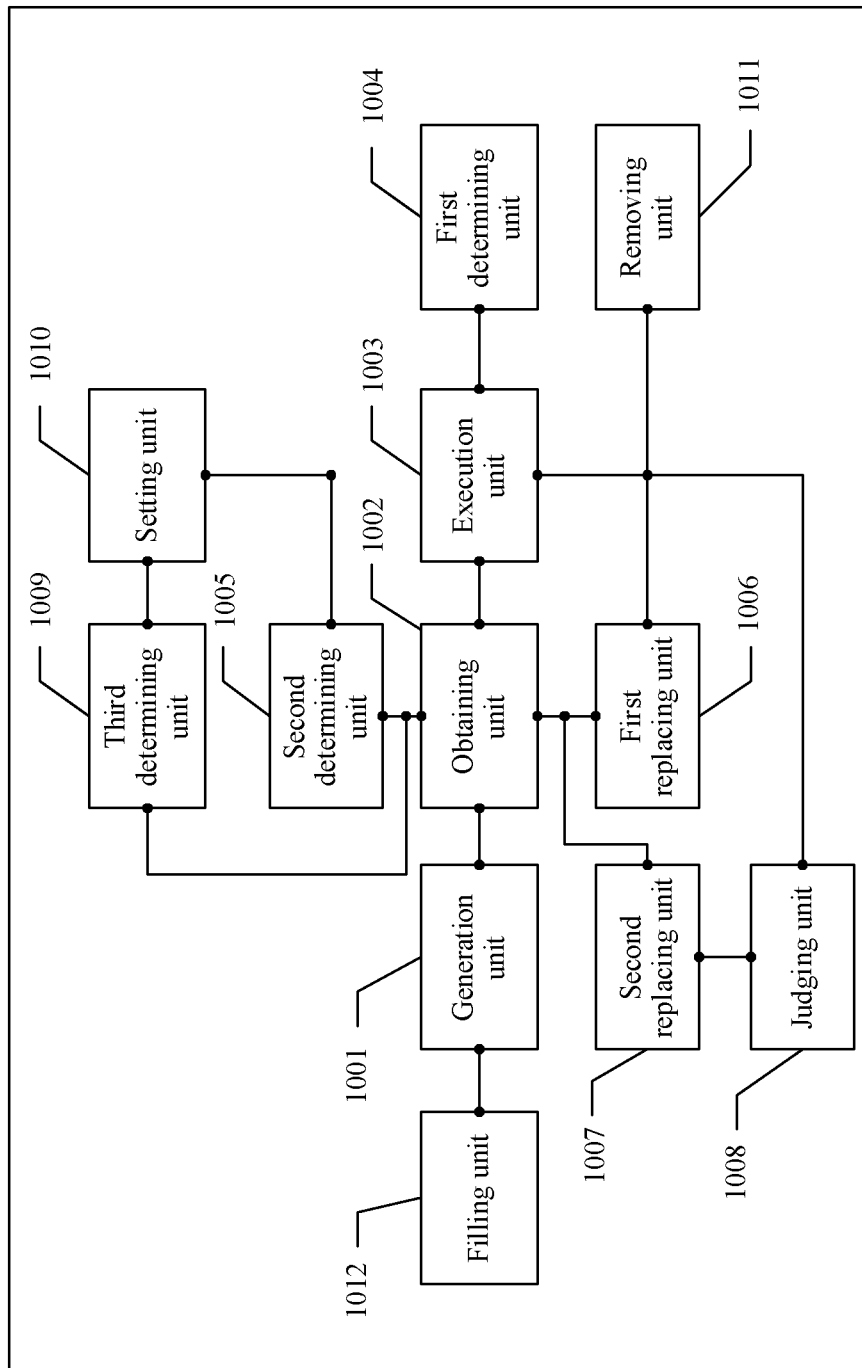 1010
Setting unit
1009
Third
determining
unit
1004
First
determining
unit
1003
Execution
unit
1002
Obtaining
unit
1005
Second
determining
unit
Generation
unit
1001
Filling unit
1012
Removing
unit
1011
First
replacing unit
1006
Second
replacing unit
1007
Judging unit
1008